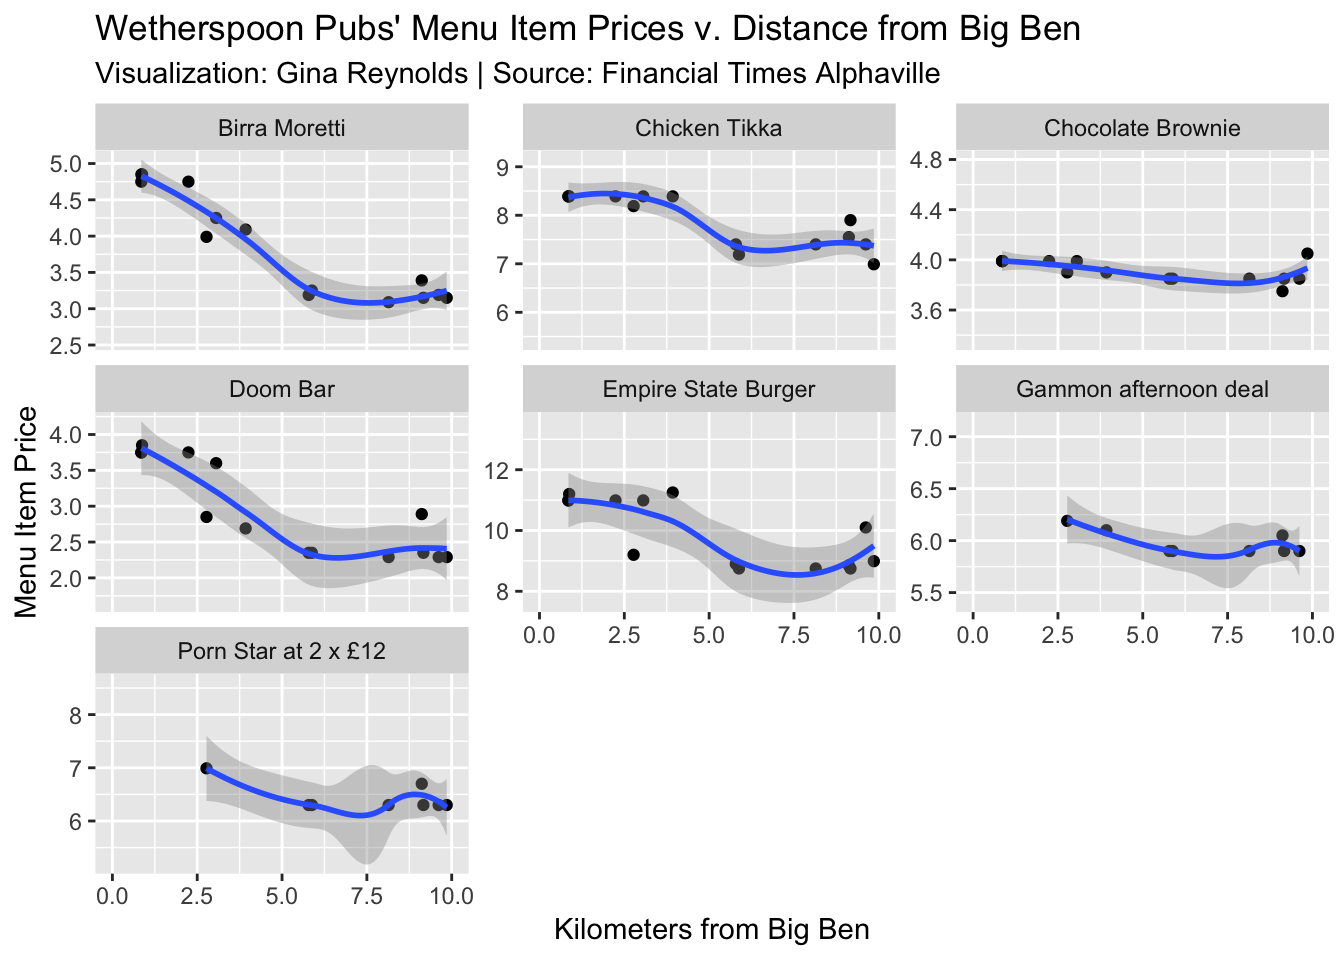 Wetherspoon Pubs' Menu Item Prices v. Distance from Big Ben
Visualization: Gina Reynolds | Source: Financial Times Alphaville
Birra Moretti
5.0
4.5
4.0
3.5
3.0
2.5
Chicken Tikka
9
8
7
6
Chocolate Brownie
4.8
4.4
4.0
3.6
Menu Item Price
Doom Bar
4.0
3.5
3.0
2.5
2.0
Empire State Burger
12
10
8
0.0 2.5 5.0 7.5 10.0
Gammon afternoon deal
7.0
6.5
6.0
5.5
0.0 2.5 5.0 7.5 10.0
Porn Star at 2 x £12
8
7
6
0.0 2.5 5.0 7.5 10.0
Kilometers from Big Ben